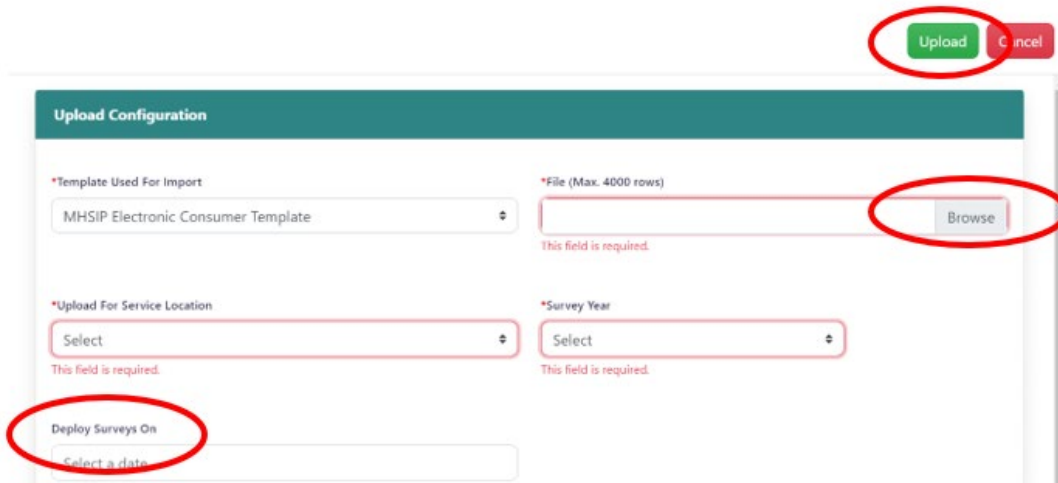 Upload Cancel
Upload Configuration
*Template Used For Import *File (Max. 4000 rows)
MHSIP Electronic Consumer Template Browse
This field is required.
*Upload For Service Location *Survey Year
Select Select
This field is required. This field is required.
Deploy Surveys On
Select a date